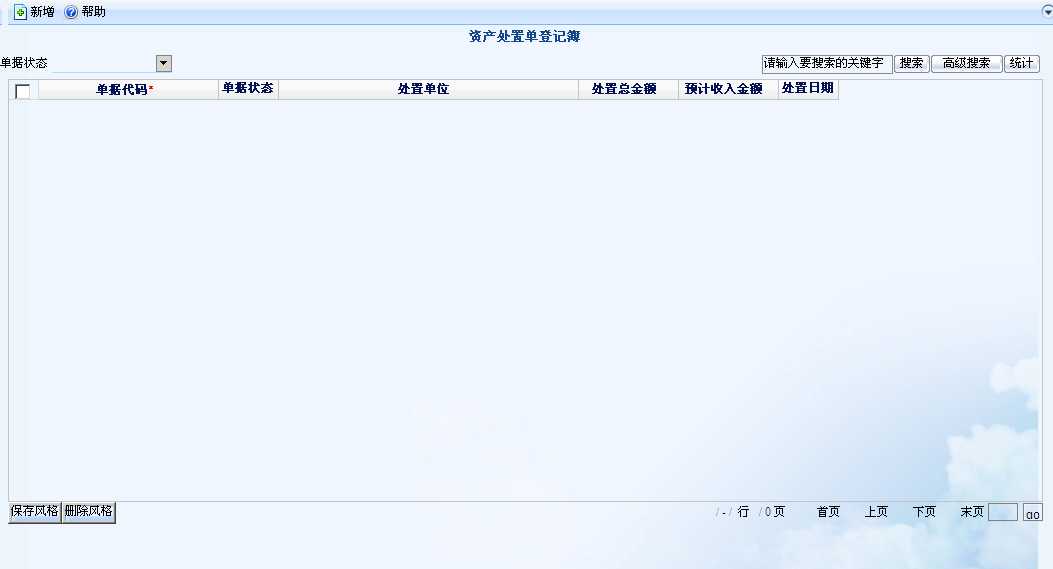 新增 帮助
资产处置单登记簿
单据状态 请输入要搜索的关键字 搜索 高级搜索 统计
单据代码* 单据状态 处置单位 处置总金额 预计收入金额 处置日期
保存风格 删除风格 / - / 行 / 0 页 首页 上页 下页 末页 go